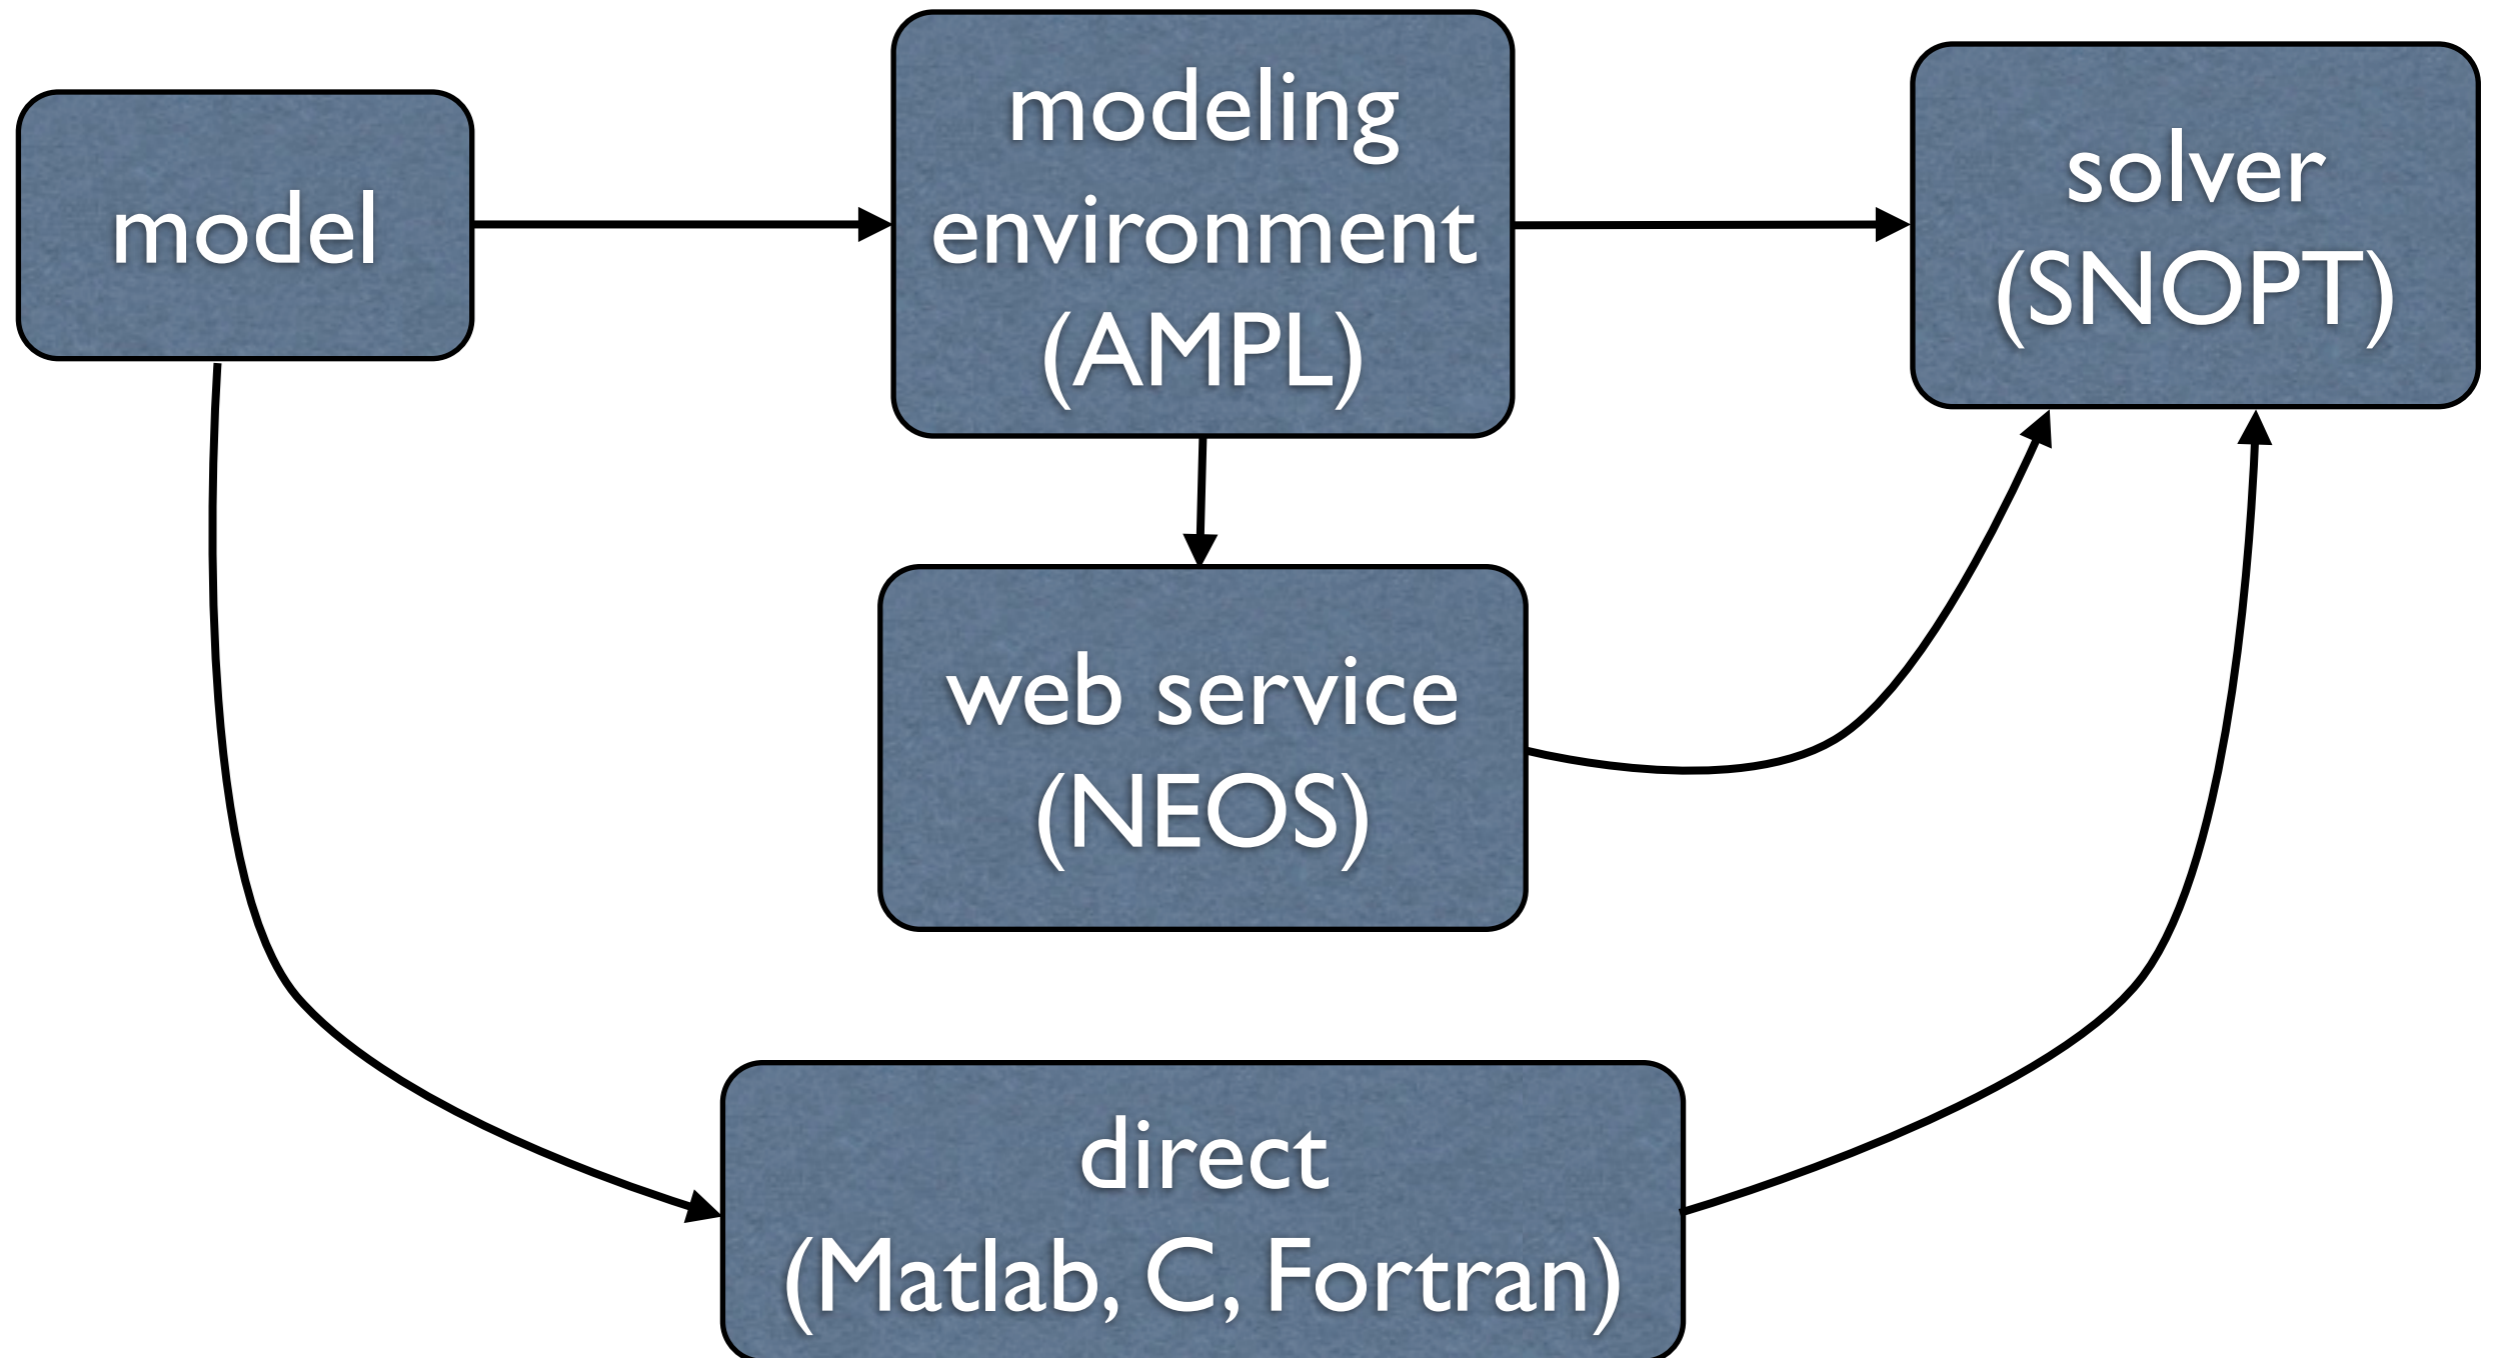 model
modeling
environment
(AMPL)
solver
(SNOPT)
web service
(NEOS)
direct
(Matlab, C, Fortran)